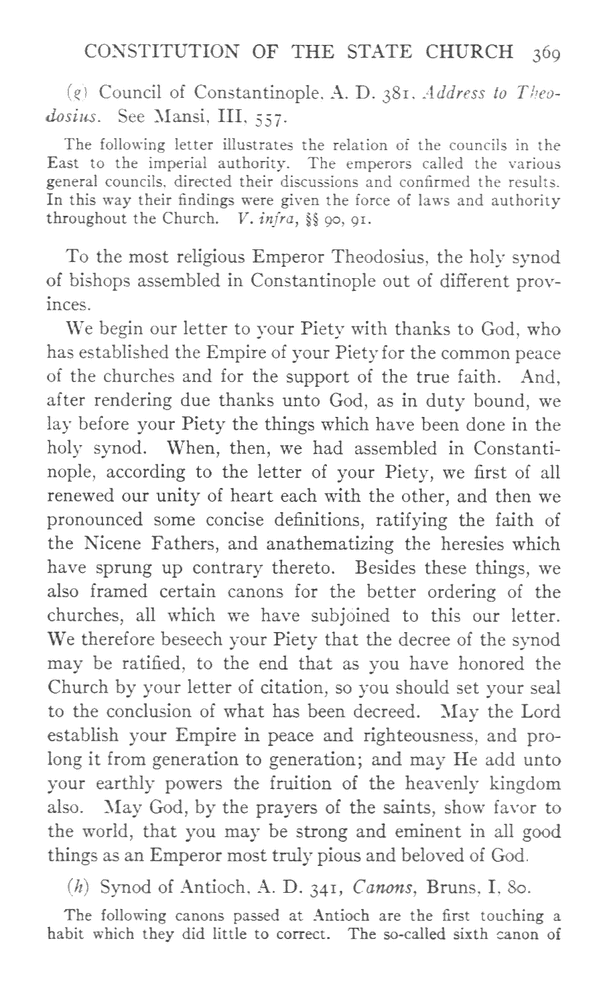 CONSTITUTION OF THE STATE CHURCH 369
(g) Council of Constantinople. A. D. 381. Address to Theo-
dosius. See Mansi, III, 557.
The following letter illustrates the relation of the councils in the
East to the imperial authority. The emperors called the various
general councils, directed their discussions and confirmed the results.
In this way their findings were given the force of laws and authority
throughout the Church. V. infra, §§ 90, 91.
To the most religious Emperor Theodosius, the holy synod
of bishops assembled in Constantinople out of different prov-
inces.
We begin our letter to your Piety with thanks to God, who
has established the Empire of your Piety for the common peace
of the churches and for the support of the true faith. And,
after rendering due thanks unto God, as in duty bound, we
lay before your Piety the things which have been done in the
holy synod. When, then, we had assembled in Constanti-
nople, according to the letter of your Piety, we first of all
renewed our unity of heart each with the other, and then we
pronounced some concise definitions, ratifying the faith of
the Nicene Fathers, and anathematizing the heresies which
have sprung up contrary thereto. Besides these things, we
also framed certain canons for the better ordering of the
churches, all which we have subjoined to this our letter.
We therefore beseech your Piety that the decree of the synod
may be ratified, to the end that as you have honored the
Church by your letter of citation, so you should set your seal
to the conclusion of what has been decreed. May the Lord
establish your Empire in peace and righteousness, and pro-
long it from generation to generation; and may He add unto
your earthly powers the fruition of the heavenly kingdom
also. May God, by the prayers of the saints, show favor to
the world, that you may be strong and eminent in all good
things as an Emperor most truly pious and beloved of God.
(h) Synod of Antioch, A. D. 341, Canons, Bruns, I, 80.
The following canons passed at Antioch are the first touching a
habit which they did little to correct. The so-called sixth canon of